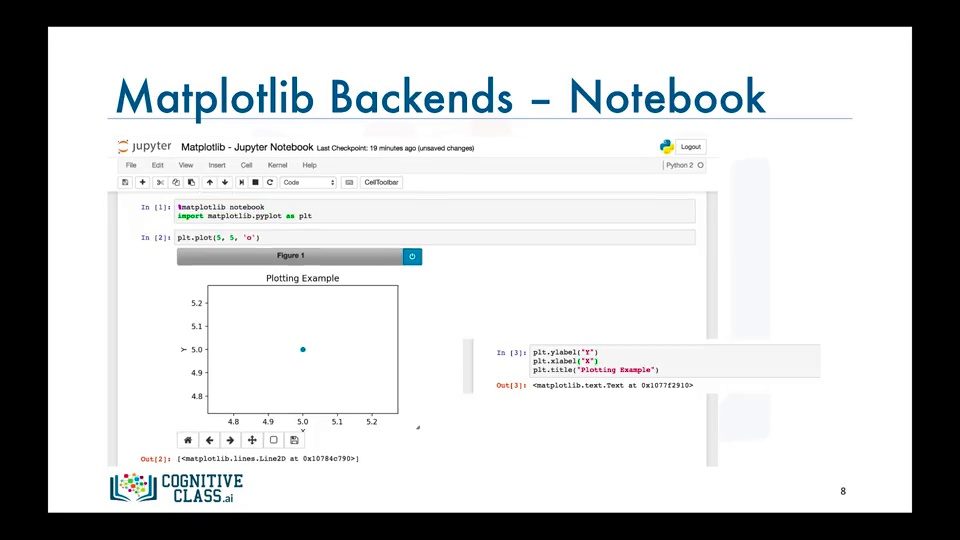 Matplotlib Backends – Notebook
jupyter Matplotlib - Jupyter Notebook Last Checkpoint: 19 minutes ago (unsaved changes)
Logout
File Edit View Insert Cell Kernel Help
Python 2
Code
CellToolbar
In [1]: %matplotlib notebook
import matplotlib.pyplot as plt
In [2]: plt.plot(5, 5, 'o')
Figure 1
Plotting Example
5.2
5.1
Y 5.0
4.9
4.8
4.8 4.9 5.0 5.1 5.2
Out[2]: [<matplotlib.lines.Line2D at 0x10784c790>]
In [3]: plt.ylabel("Y")
plt.xlabel("X")
plt.title("Plotting Example")
Out[3]: <matplotlib.text.Text at 0x1077f2910>
COGNITIVE
CLASS.ai
8